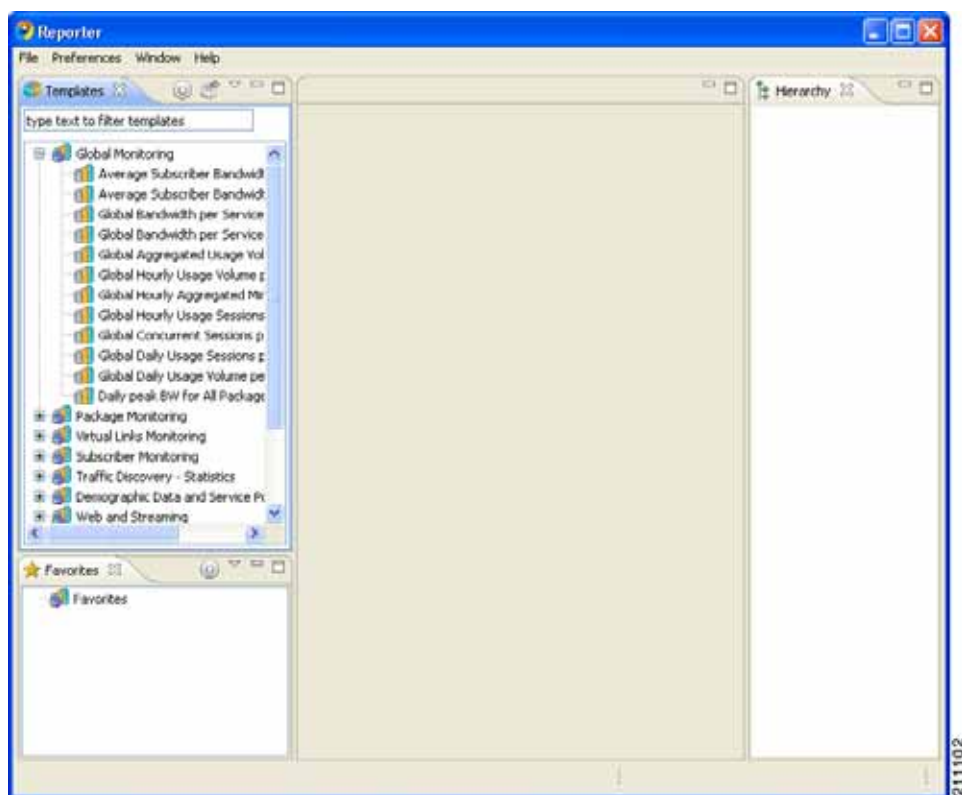 Reporter
File Preferences Window Help
Templates
type text to filter templates
Global Monitoring
Average Subscriber Bandwidt
Average Subscriber Bandwidt
Global Bandwidth per Service
Global Bandwidth per Service
Global Aggregated Usage Vol
Global Hourly Usage Volume p
Global Hourly Aggregated Min
Global Hourly Usage Sessions
Global Concurrent Sessions p
Global Daily Usage Sessions p
Global Daily Usage Volume pe
Daily peak BW for All Package
Package Monitoring
Virtual Links Monitoring
Subscriber Monitoring
Traffic Discovery - Statistics
Demographic Data and Service Po
Web and Streaming
Favorites
Favorites
Hierarchy
211102